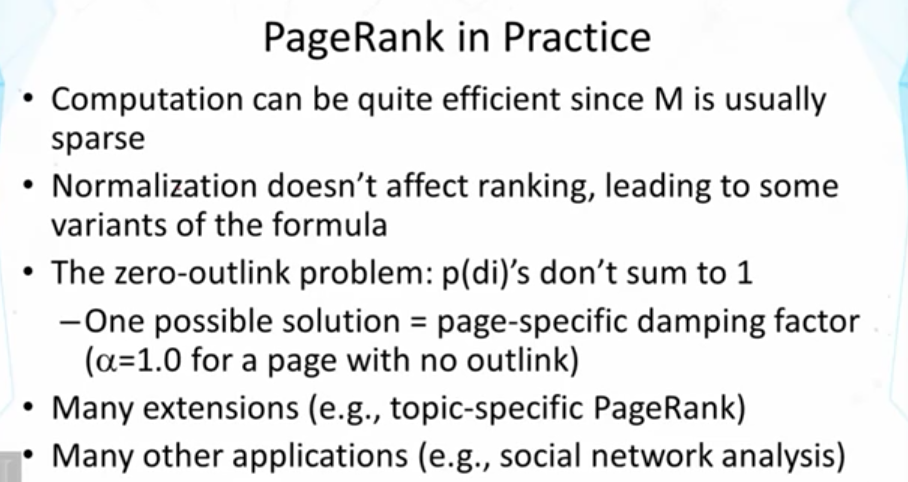 PageRank in Practice
• Computation can be quite efficient since M is usually
sparse
• Normalization doesn't affect ranking, leading to some
variants of the formula
• The zero-outlink problem: p(di)'s don't sum to 1
–One possible solution = page-specific damping factor
(α=1.0 for a page with no outlink)
• Many extensions (e.g., topic-specific PageRank)
• Many other applications (e.g., social network analysis)